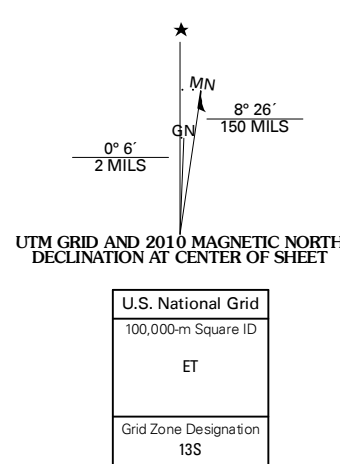 MN
8° 26´
150 MILS
GN
0° 6´
2 MILS
UTM GRID AND 2010 MAGNETIC NORTH
DECLINATION AT CENTER OF SHEET
U.S. National Grid
100,000-m Square ID
ET
Grid Zone Designation
13S